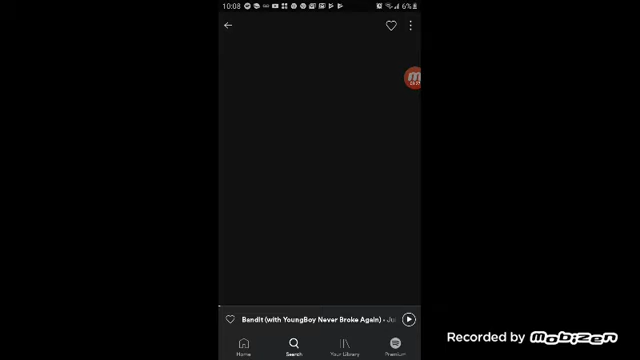 10:08
6%
Bandit (with YoungBoy Never Broke Again) • Ju
Home
Search
Your Library
Premium
Recorded by mobizen